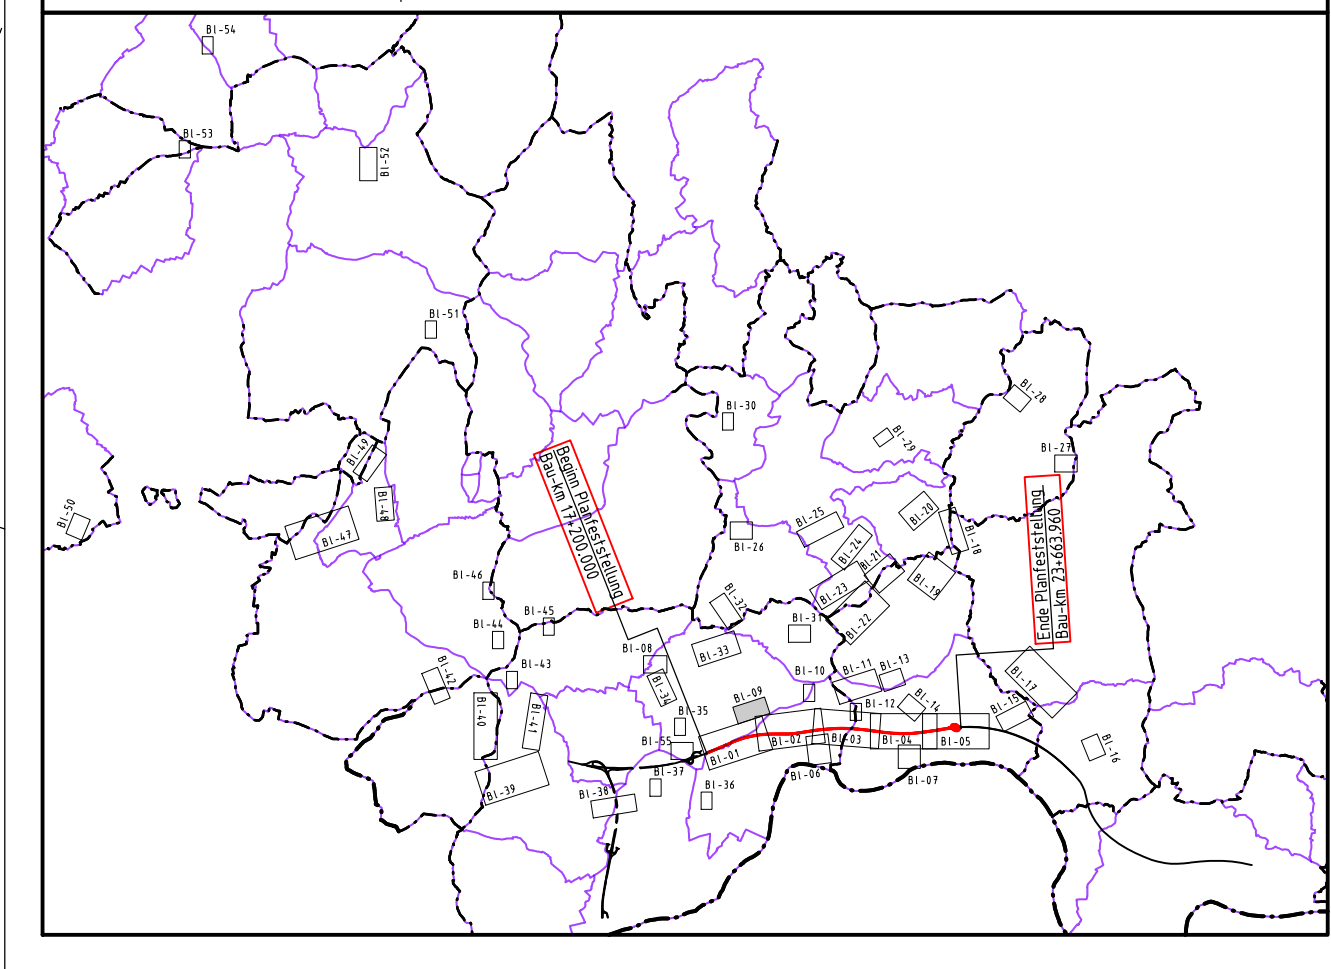 Bl-54
Bl-53
Bl-52
Bl-51
Bl-30
Bl-28
Bl-29
Bl-27
Bl-49
Bl-48
Bl-50
Bl-47
Beginn Planfeststellung
Bau-km 17+200.000
Ende Planfeststellung
Bau-km 23+663.960
Bl-20
Bl-18
Bl-25
Bl-24
Bl-26
Bl-21
Bl-19
Bl-23
Bl-22
Bl-46
Bl-45
Bl-44
Bl-32
Bl-31
Bl-33
Bl-08
Bl-43
Bl-42
Bl-34
Bl-10
Bl-11
Bl-13
Bl-17
Bl-09
Bl-12
Bl-14
Bl-15
Bl-40
Bl-41
Bl-35
Bl-55
Bl-01
Bl-02
Bl-03
Bl-04
Bl-05
Bl-16
Bl-06
Bl-07
Bl-37
Bl-36
Bl-38
Bl-39